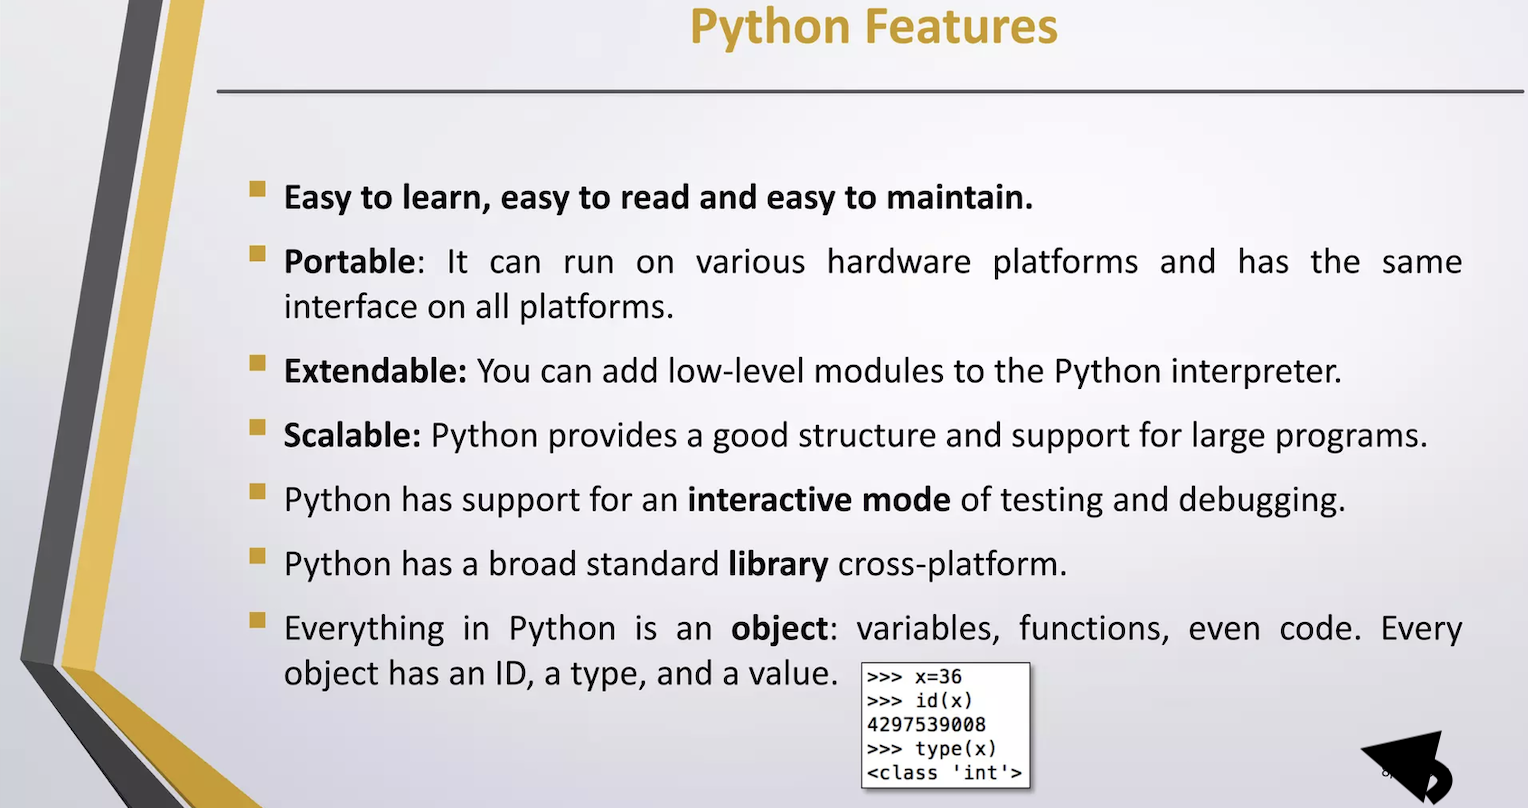 Python Features
Easy to learn, easy to read and easy to maintain.
Portable: It can run on various hardware platforms and has the same
interface on all platforms.
Extendable: You can add low-level modules to the Python interpreter.
Scalable: Python provides a good structure and support for large programs.
Python has support for an interactive mode of testing and debugging.
Python has a broad standard library cross-platform.
Everything in Python is an object: variables, functions, even code. Every
object has an ID, a type, and a value.
>>> x=36
>>> id(x)
4297539008
>>> type(x)
<class 'int'>